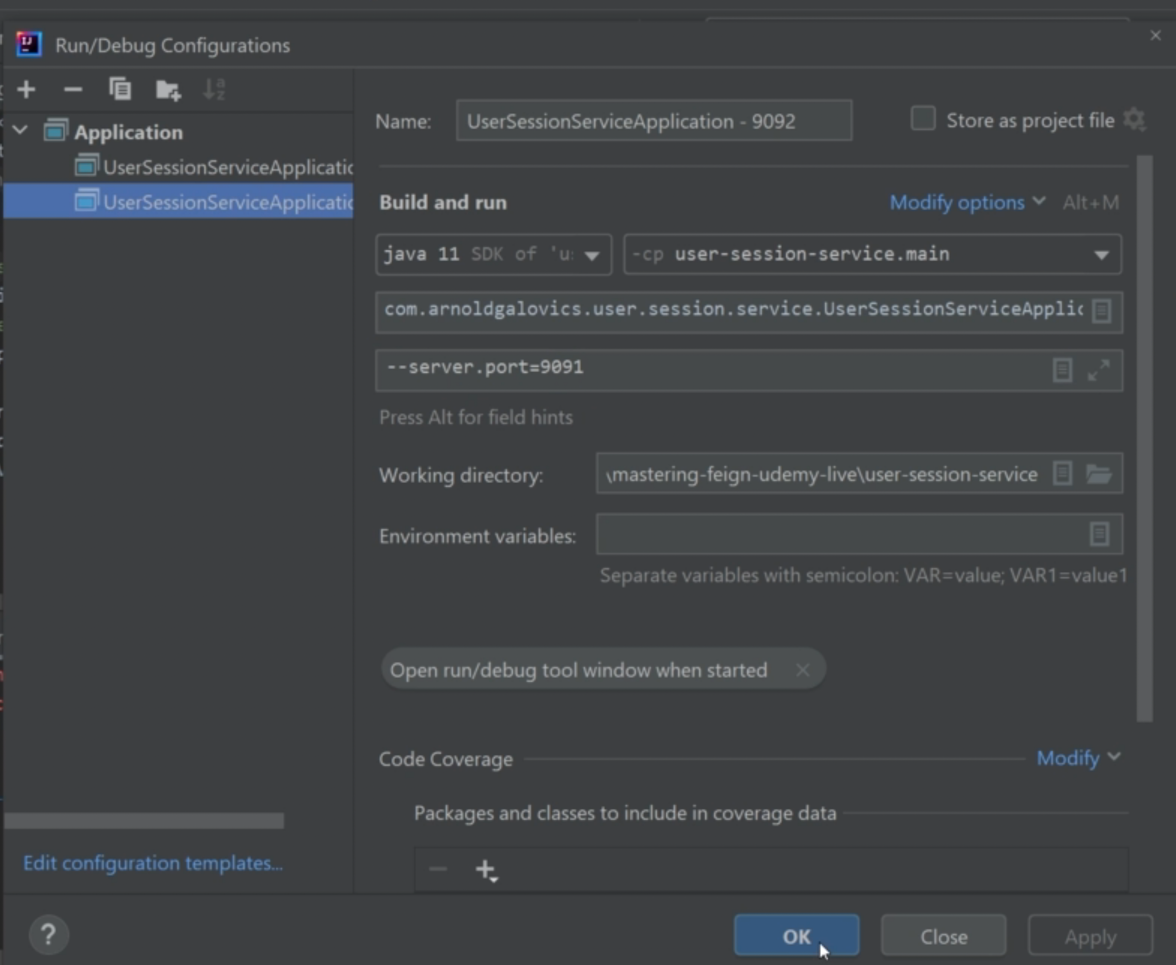 Run/Debug Configurations
Application
UserSessionServiceApplicatic
UserSessionServiceApplicatic
Edit configuration templates...
Name: UserSessionServiceApplication - 9092
Store as project file
Build and run
Modify options Alt+M
java 11 SDK of 'u:
-cp user-session-service.main
com.arnoldgalovics.user.session.service.UserSessionServiceApplic
--server.port=9091
Press Alt for field hints
Working directory: \mastering-feign-udemy-live\user-session-service
Environment variables:
Separate variables with semicolon: VAR=value; VAR1=value1
Open run/debug tool window when started
Code Coverage
Modify
Packages and classes to include in coverage data
OK
Close
Apply